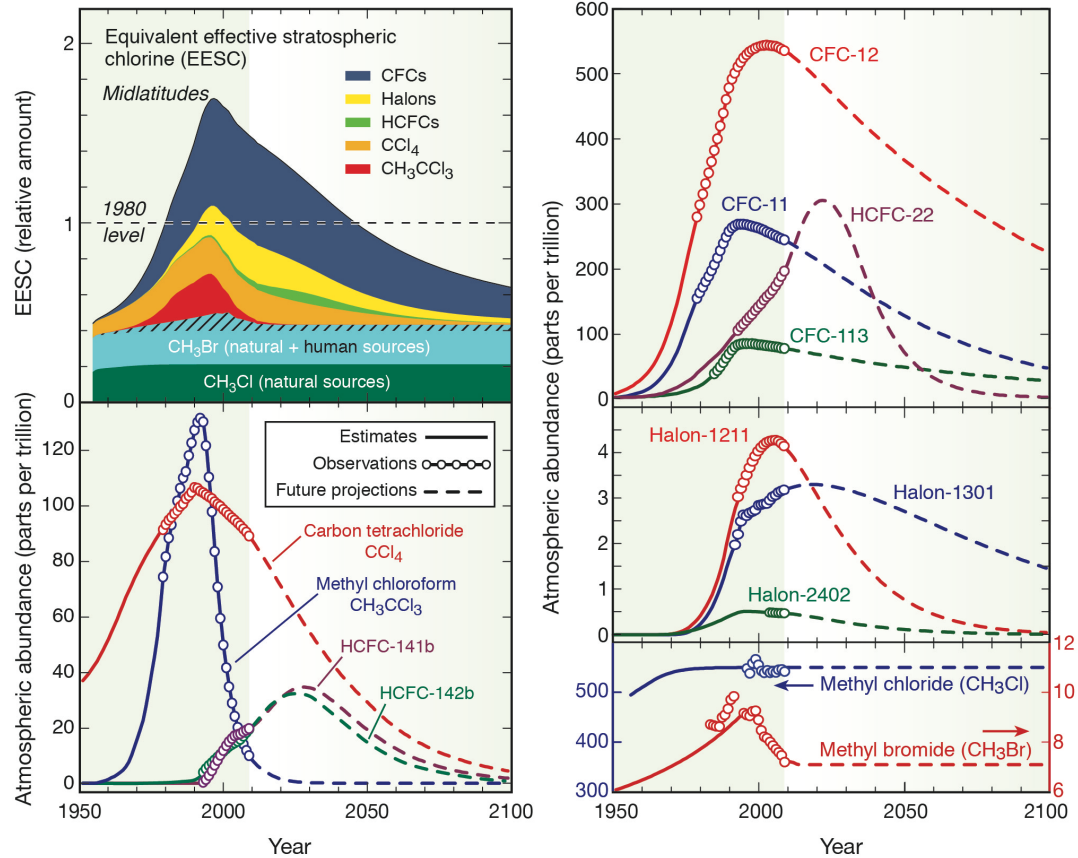 Equivalent effective stratospheric
chlorine (EESC)
Midlatitudes
CFCs
Halons
HCFCs
CCl4
CH3CCl3
1980
level
CH3Br (natural + human sources)
CH3Cl (natural sources)
EESC (relative amount)
2
1
0
Estimates
Observations
Future projections
Carbon tetrachloride
CCl4
Methyl chloroform
CH3CCl3
HCFC-141b
HCFC-142b
Atmospheric abundance (parts per trillion)
120
100
80
60
40
20
0
1950
2000
2050
2100
Year
CFC-12
CFC-11
HCFC-22
CFC-113
Atmospheric abundance (parts per trillion)
600
500
400
300
200
100
0
Halon-1211
Halon-1301
Halon-2402
4
3
2
1
0
Methyl chloride (CH3Cl)
Methyl bromide (CH3Br)
500
400
300
12
10
8
6
1950
2000
2050
2100
Year